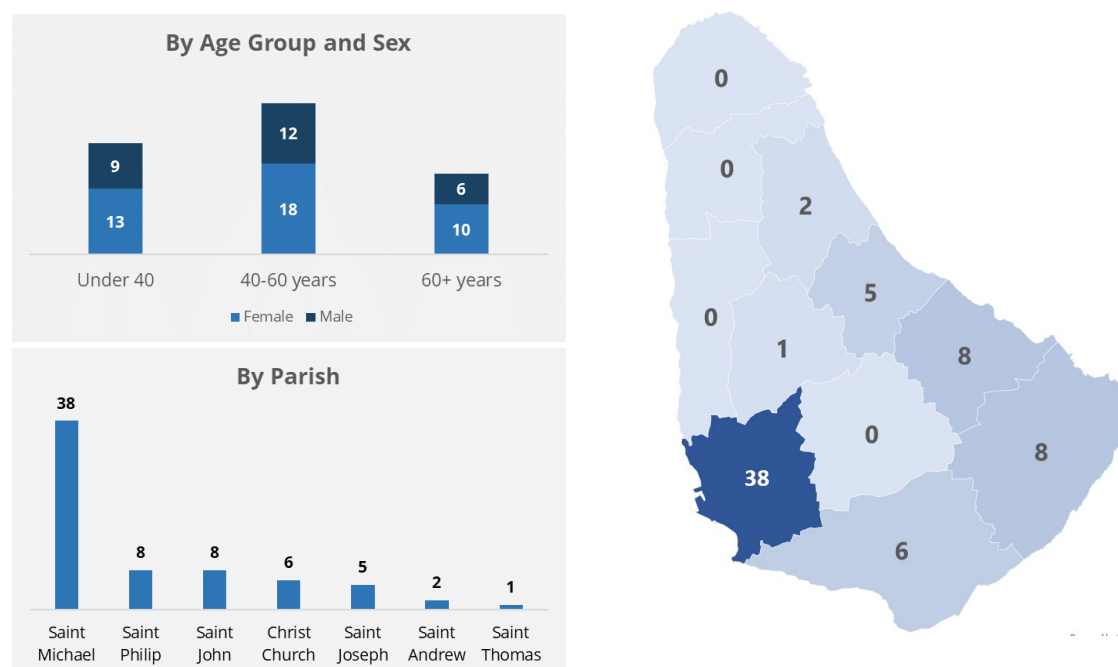 By Age Group and Sex
9
13
12
18
6
10
Under 40
40-60 years
60+ years
Female
Male
By Parish
38
8
8
6
5
2
1
Saint Michael
Saint Philip
Saint John
Christ Church
Saint Joseph
Saint Andrew
Saint Thomas
0
0
2
5
0
1
8
0
8
38
6